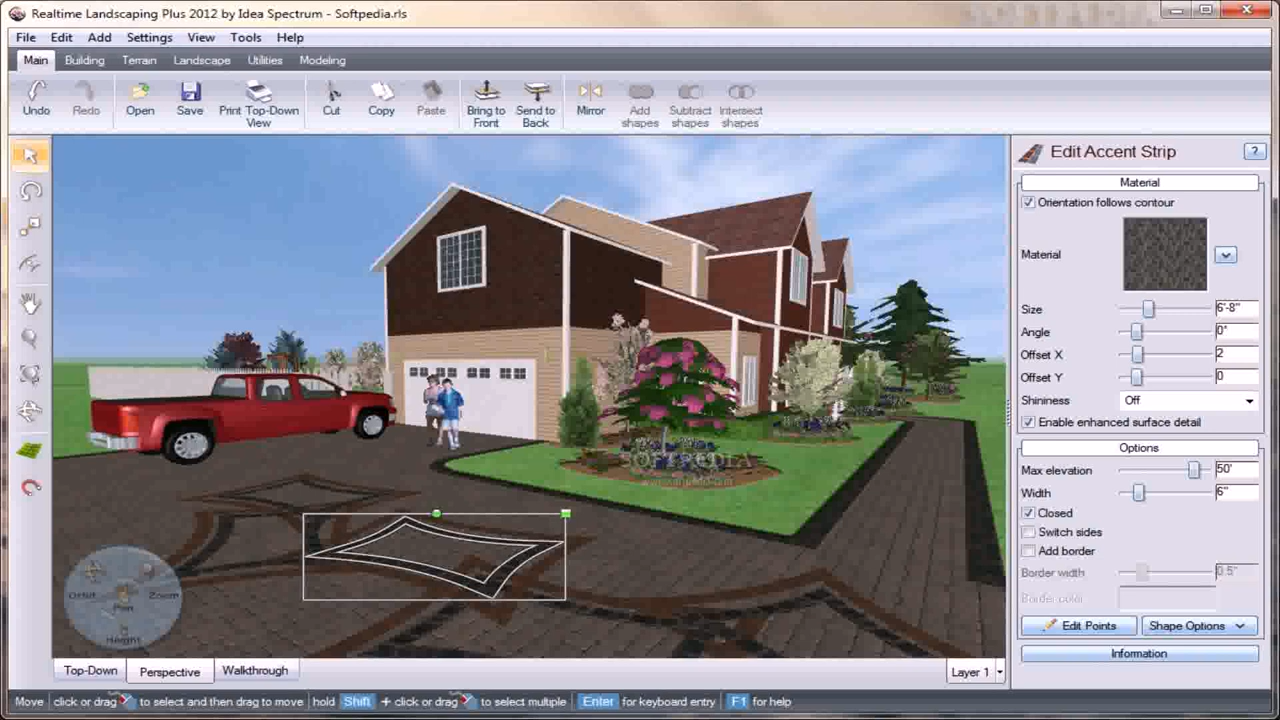 Realtime Landscaping Plus 2012 by Idea Spectrum - Softpedia.rls
File Edit Add Settings View Tools Help
Main Building Terrain Landscape Utilities Modeling
Undo Redo Open Save Print Top-Down View Cut Copy Paste Bring to Front Send to Back Mirror Add shapes Subtract shapes Intersect shapes
Edit Accent Strip ?
Material
Orientation follows contour
Material
Size 6'-8"
Angle 0°
Offset X 2
Offset Y 0
Shininess Off
Enable enhanced surface detail
Options
Max elevation 50'
Width 6"
Closed
Switch sides
Add border
Border width 0.5"
Border color
Edit Points Shape Options
Information
SOFTPEDIA
Orbit Pan Zoom
Height
Top-Down Perspective Walkthrough Layer 1
Move click or drag to select and then drag to move hold Shift + click or drag to select multiple Enter for keyboard entry F1 for help